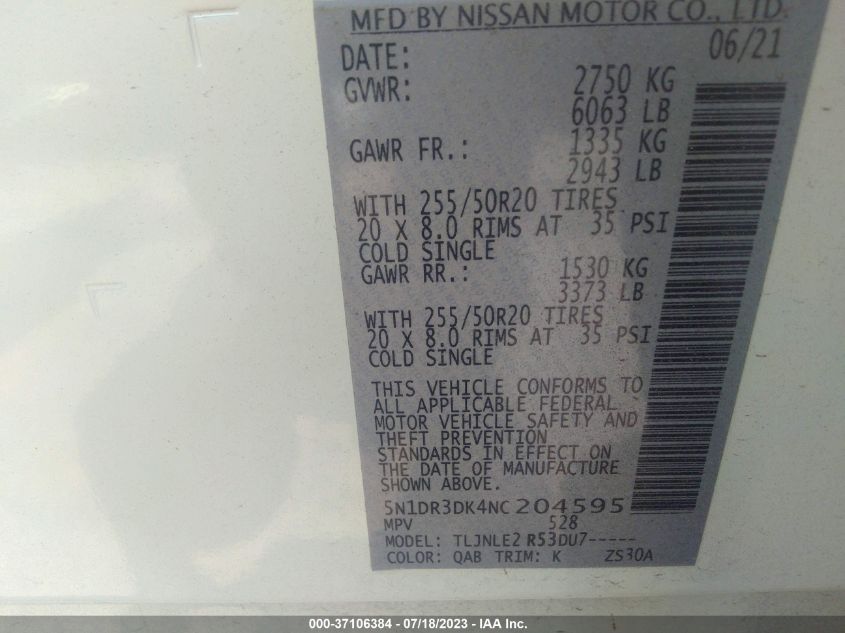 MFD BY NISSAN MOTOR CO., LTD.
DATE: 06/21
GVWR: 2750 KG
6063 LB
GAWR FR.: 1335 KG
2943 LB
WITH 255/50R20 TIRES
20 X 8.0 RIMS AT 35 PSI
COLD SINGLE
GAWR RR.: 1530 KG
3373 LB
WITH 255/50R20 TIRES
20 X 8.0 RIMS AT 35 PSI
COLD SINGLE
THIS VEHICLE CONFORMS TO
ALL APPLICABLE FEDERAL
MOTOR VEHICLE SAFETY AND
THEFT PREVENTION
STANDARDS IN EFFECT ON
THE DATE OF MANUFACTURE
SHOWN ABOVE.
5N1DR3DK4NC204595
MPV 528
MODEL: TLJNLE2 R53DU7-----
COLOR: QAB TRIM: K ZS30A
000-37106384 - 07/18/2023 - IAA Inc.